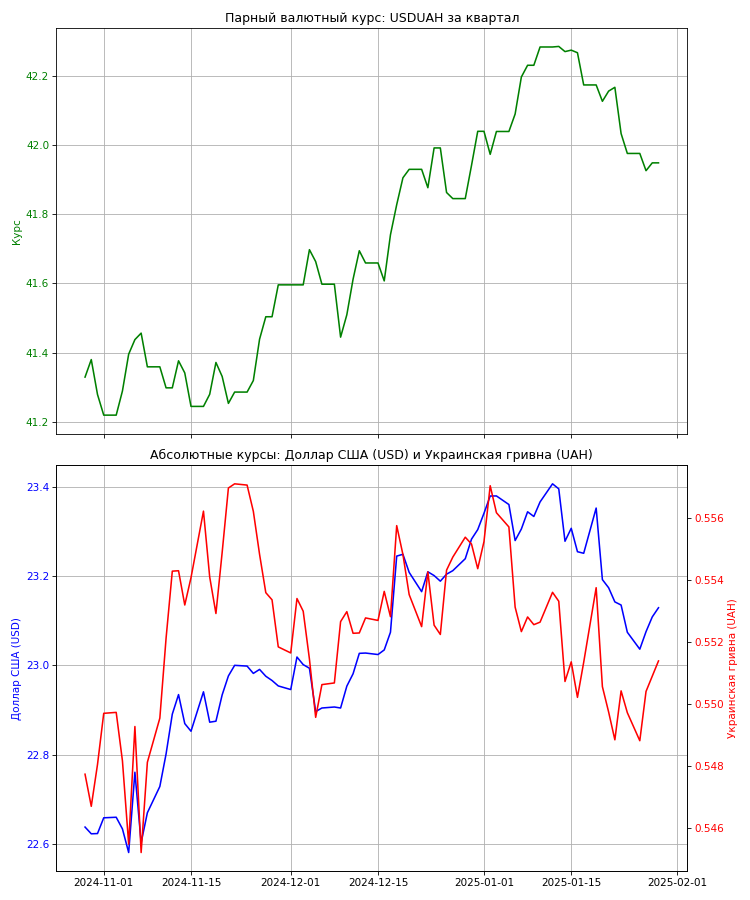 Парный валютный курс: USDUAH за квартал
42.2
42.0
41.8
41.6
41.4
41.2
Курс
Абсолютные курсы: Доллар США (USD) и Украинская гривна (UAH)
23.4
23.2
23.0
22.8
22.6
Доллар США (USD)
0.556
0.554
0.552
0.550
0.548
0.546
Украинская гривна (UAH)
2024-11-01 2024-11-15 2024-12-01 2024-12-15 2025-01-01 2025-01-15 2025-02-01